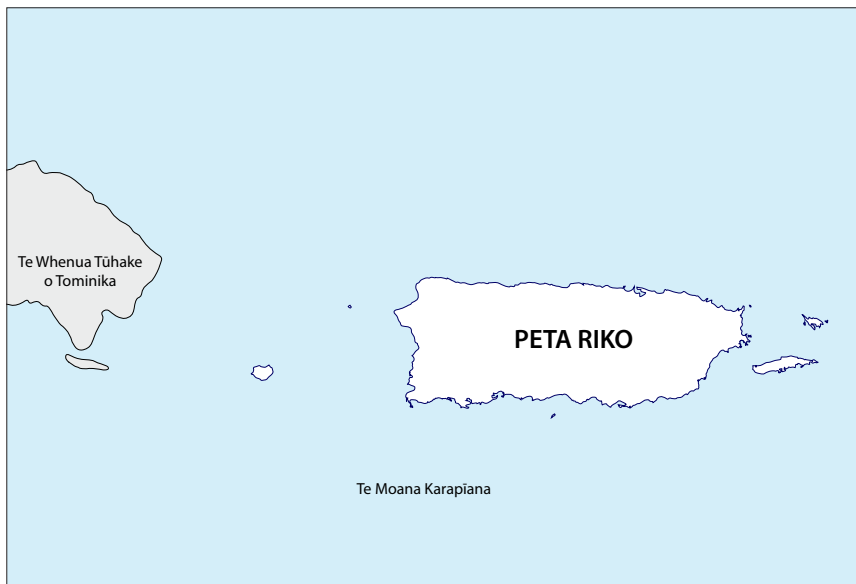 Te Whenua Tūhake
o Tominika
PETA RIKO
Te Moana Karapīana